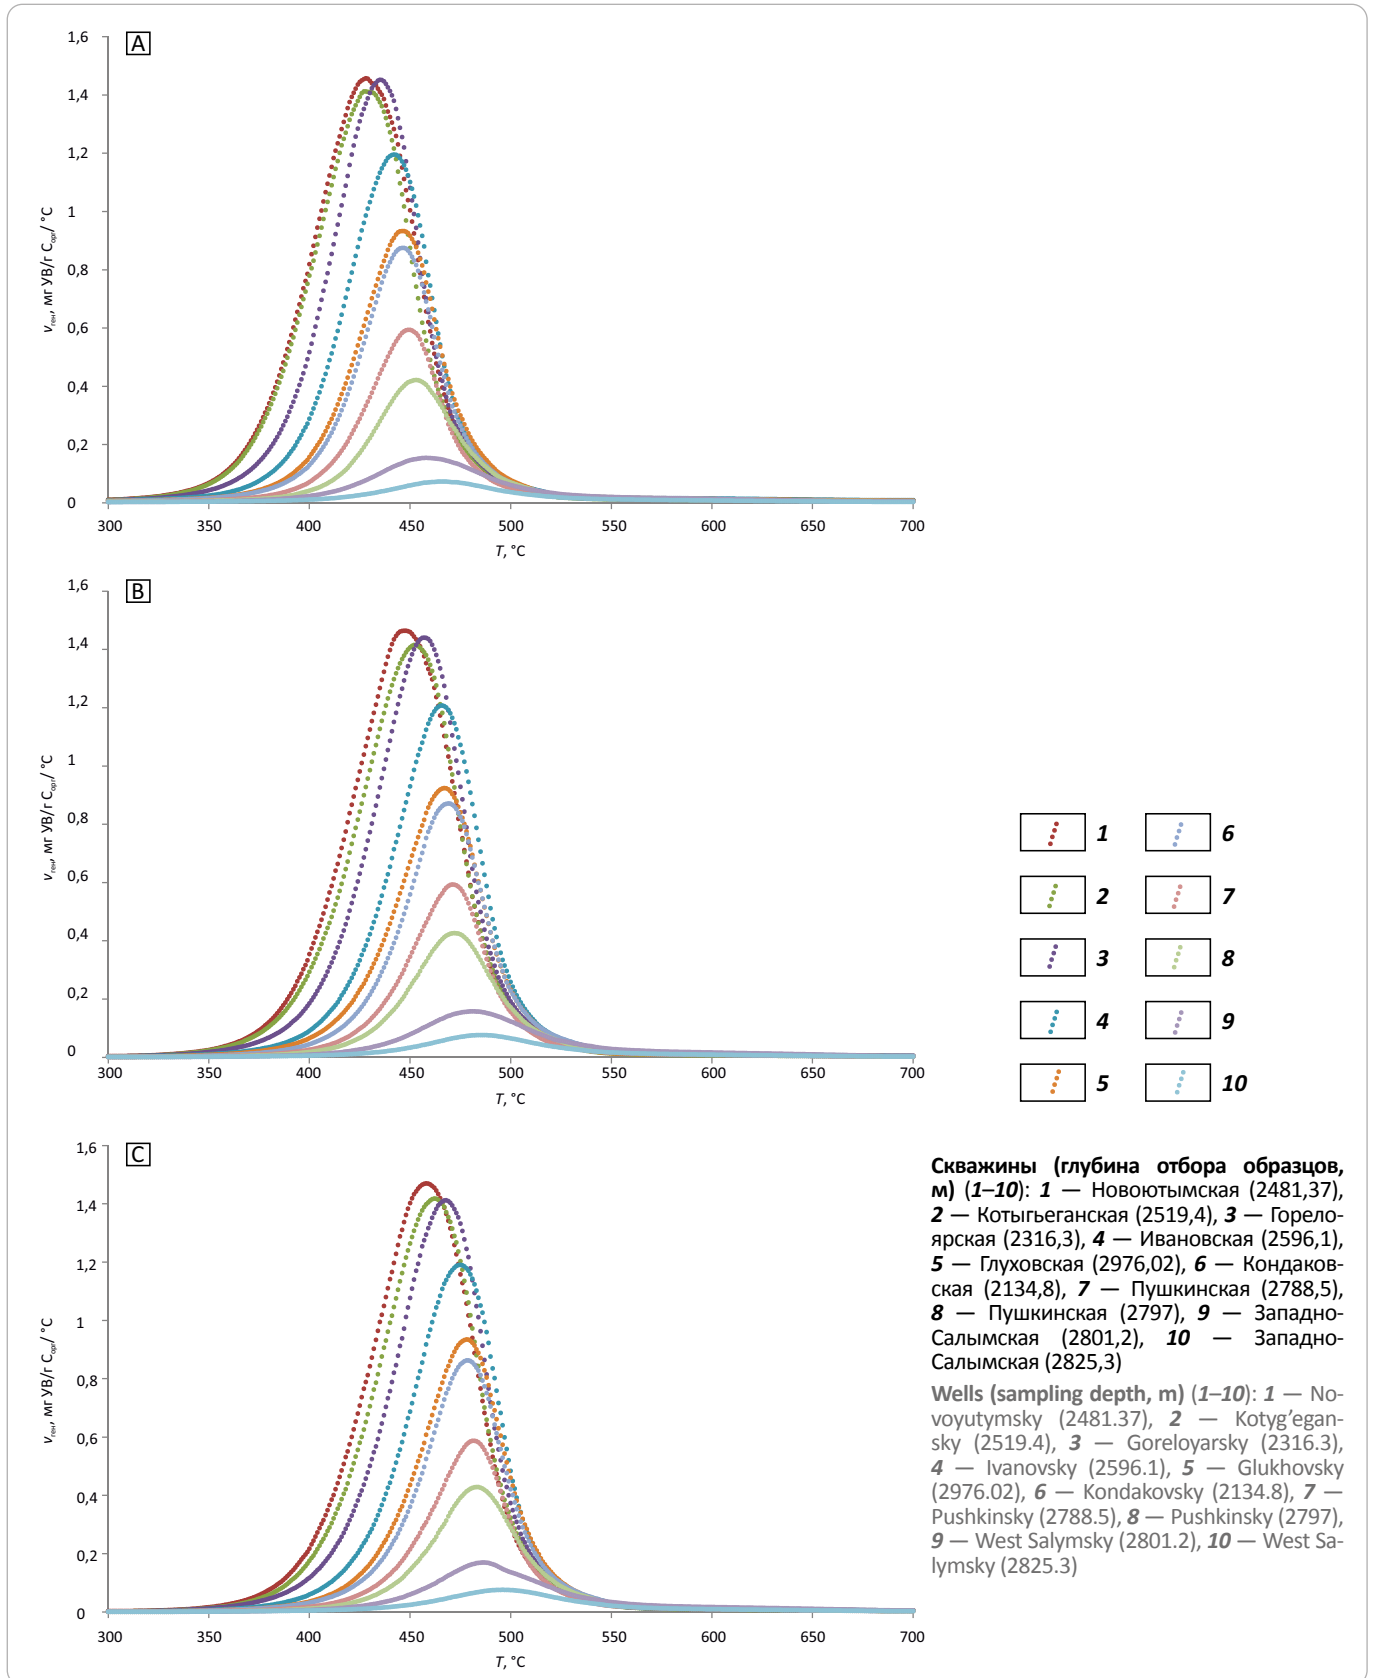 A
1,6
1,4
1,2
1
0,8
0,6
0,4
0,2
0
vген, мг УВ/г Cорг/ °C
300 350 400 450 500 550 600 650 700
T, °C
B
1,6
1,4
1,2
1
0,8
0,6
0,4
0,2
0
vген, мг УВ/г Cорг/ °C
300 350 400 450 500 550 600 650 700
T, °C
C
1,6
1,4
1,2
1
0,8
0,6
0,4
0,2
0
vген, мг УВ/г Cорг/ °C
300 350 400 450 500 550 600 650 700
T, °C
1 6
2 7
3 8
4 9
5 10
Скважины (глубина отбора образцов,
м) (1–10): 1 — Новоютымская (2481,37),
2 — Котыгьеганская (2519,4), 3 — Горело-
ярская (2316,3), 4 — Ивановская (2596,1),
5 — Глуховская (2976,02), 6 — Кондаков-
ская (2134,8), 7 — Пушкинская (2788,5),
8 — Пушкинская (2797), 9 — Западно-
Салымская (2801,2), 10 — Западно-
Салымская (2825,3)
Wells (sampling depth, m) (1–10): 1 — No-
voyutymsky (2481.37), 2 — Kotyg’egan-
sky (2519.4), 3 — Goreloyarsky (2316.3),
4 — Ivanovsky (2596.1), 5 — Glukhovsky
(2976.02), 6 — Kondakovsky (2134.8), 7 —
Pushkinsky (2788.5), 8 — Pushkinsky (2797),
9 — West Salymsky (2801.2), 10 — West Sa-
lymsky (2825.3)